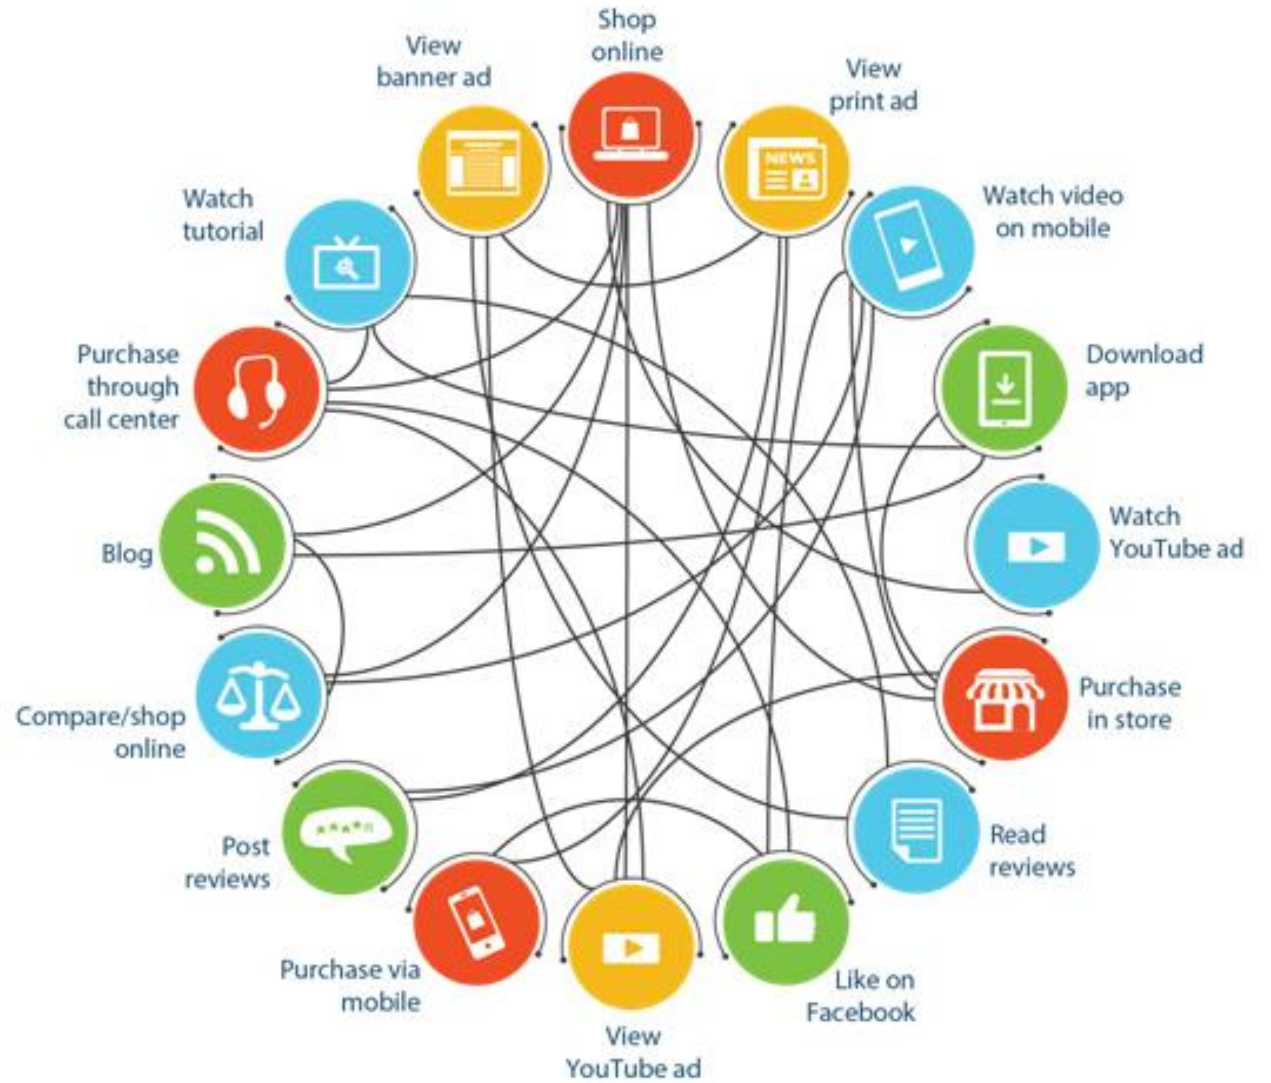 Shop
online
View
print ad
NEWS
Watch video
on mobile
Download
app
Watch
YouTube ad
Purchase
in store
Read
reviews
Like on
Facebook
View
YouTube ad
Purchase via
mobile
Post
reviews
Compare/shop
online
Blog
Purchase
through
call center
Watch
tutorial
View
banner ad